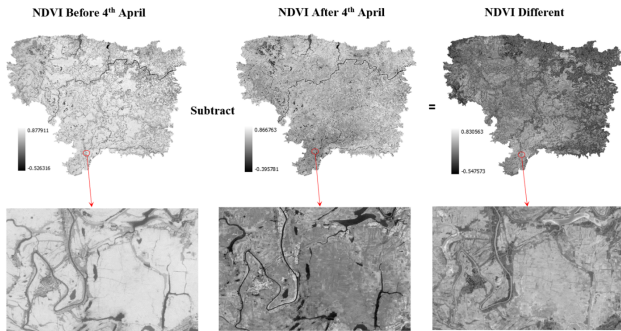 NDVI Before 4th April
NDVI After 4th April
NDVI Different
Subtract
=
0.877911
-0.526316
0.866763
-0.395781
0.830563
-0.547573